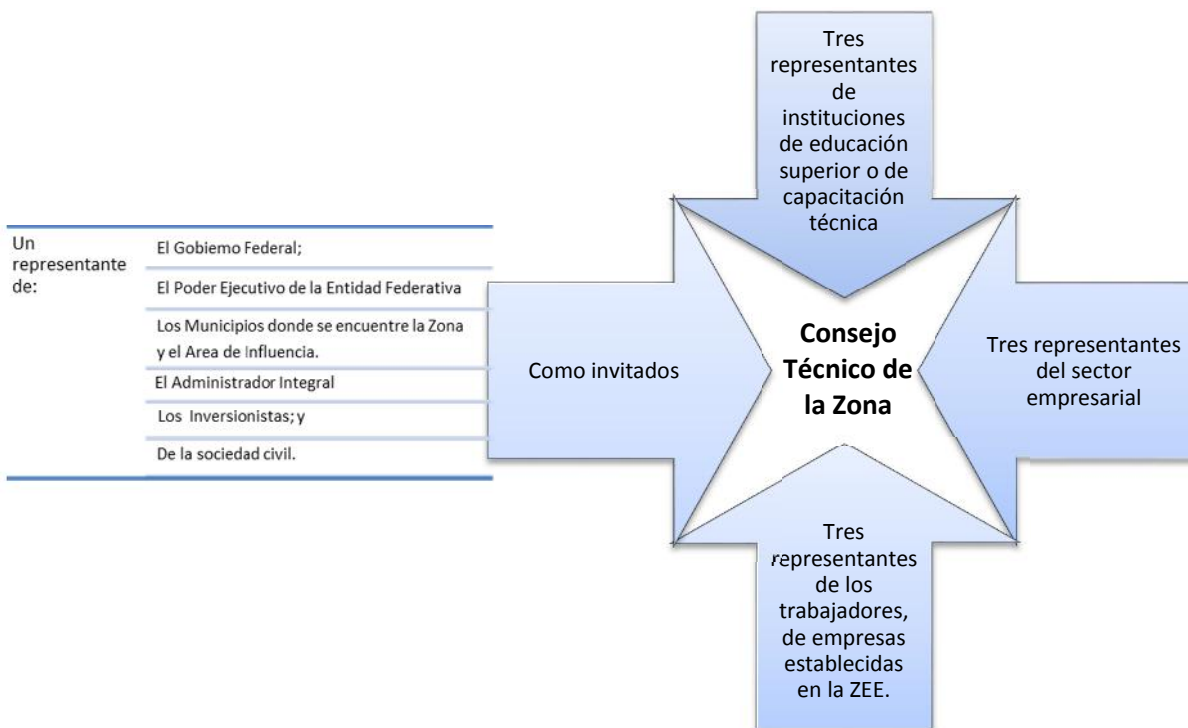 Tres
representantes
de
instituciones
de educación
superior o de
capacitación
técnica
Un
representante
de:
El Gobierno Federal;
El Poder Ejecutivo de la Entidad Federativa
Los Municipios donde se encuentre la Zona
y el Area de Influencia.
El Administrador Integral
Los Inversionistas; y
De la sociedad civil.
Como invitados
Consejo
Técnico de
la Zona
Tres representantes
del sector
empresarial
Tres
representantes
de los
trabajadores,
de empresas
establecidas
en la ZEE.